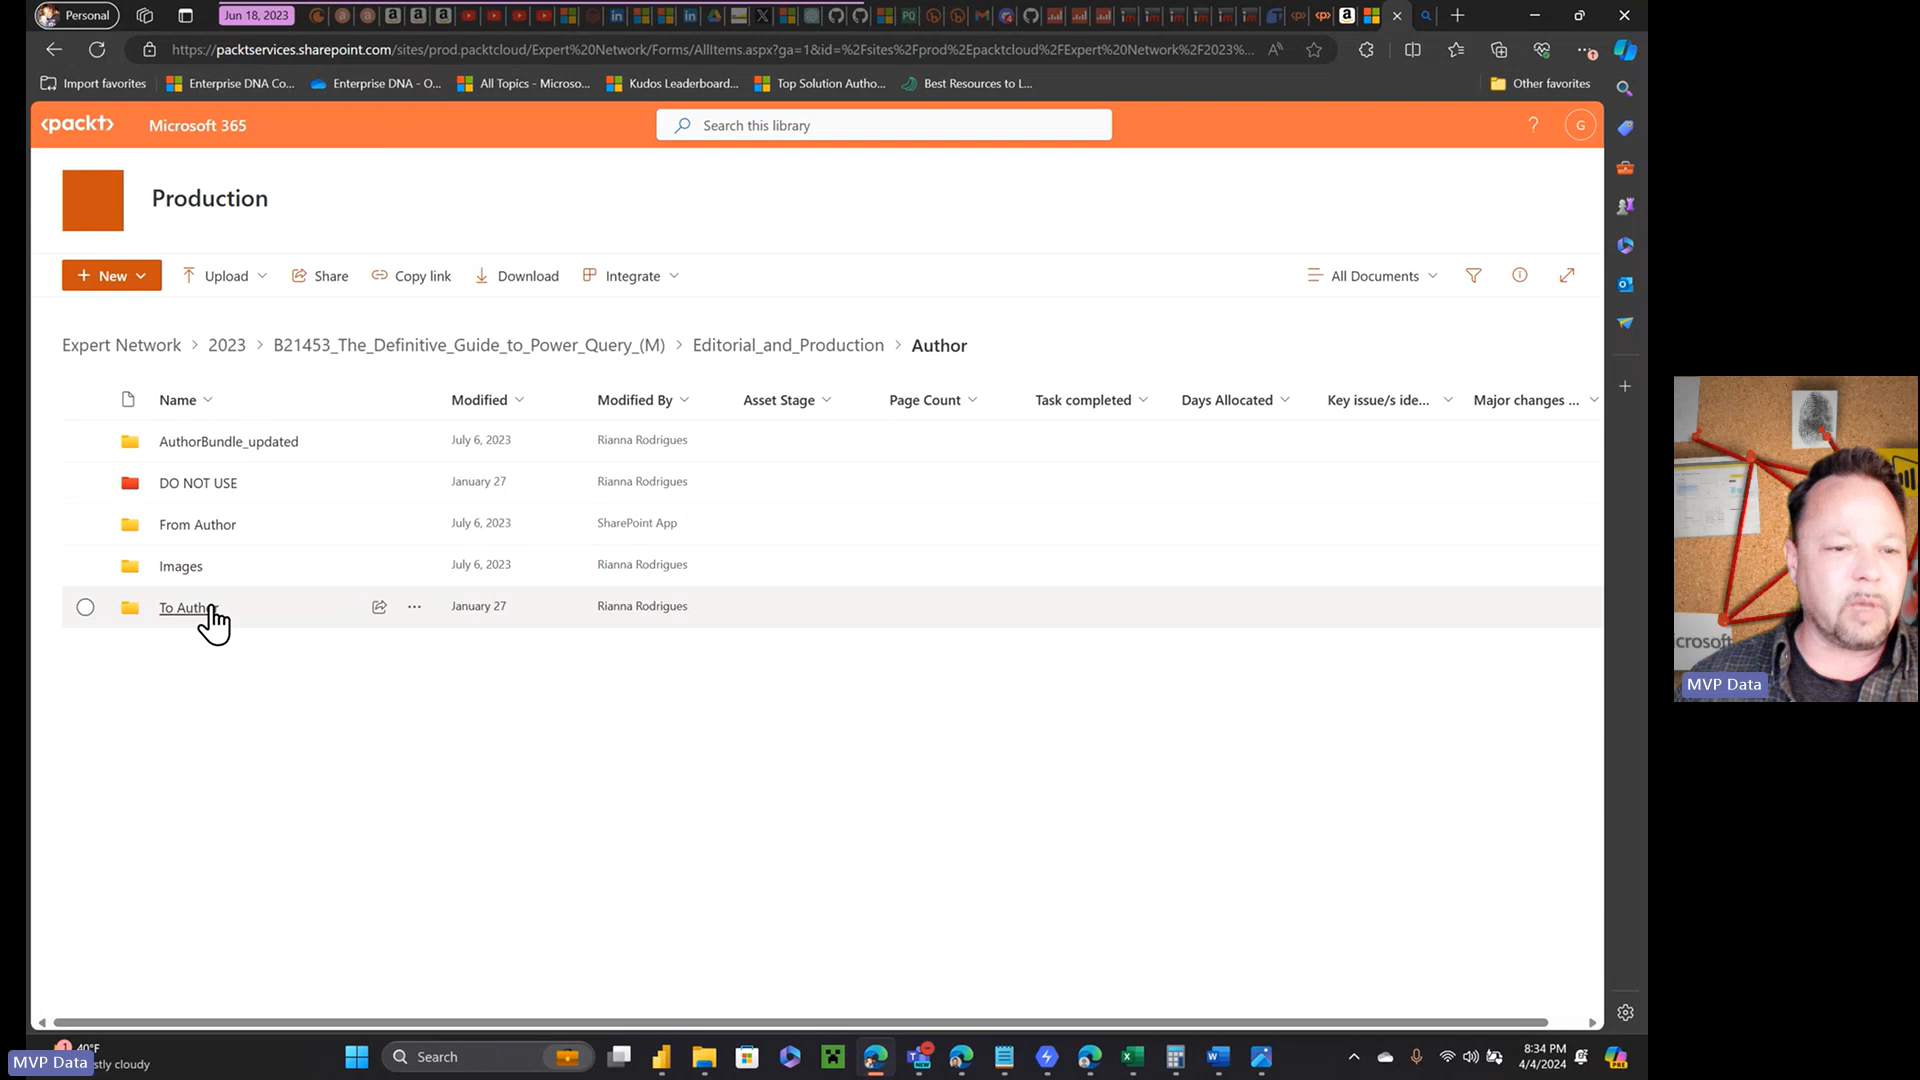 Personal
Jun 18, 2023
https://packtservices.sharepoint.com/sites/prod.packtcloud/Expert%20Network/Forms/AllItems.aspx?ga=1&id=%2Fsites%2Fprod%2Epacktcloud%2FExpert%20Network%2F2023%...
Import favorites
Enterprise DNA Co...
Enterprise DNA - O...
All Topics - Microso...
Kudos Leaderboard...
Top Solution Autho...
Best Resources to L...
Other favorites
<packt> Microsoft 365
Search this library
? G
Production
+ New
Upload
Share
Copy link
Download
Integrate
All Documents
Expert Network > 2023 > B21453_The_Definitive_Guide_to_Power_Query_(M) > Editorial_and_Production > Author
Name Modified Modified By Asset Stage Page Count Task completed Days Allocated Key issue/s ide... Major changes ...
AuthorBundle_updated July 6, 2023 Rianna Rodrigues
DO NOT USE January 27 Rianna Rodrigues
From Author July 6, 2023 SharePoint App
Images July 6, 2023 Rianna Rodrigues
To Author January 27 Rianna Rodrigues
crosoft
MVP Data
40°F
MVP Data
stly cloudy
Search
8:34 PM
4/4/2024